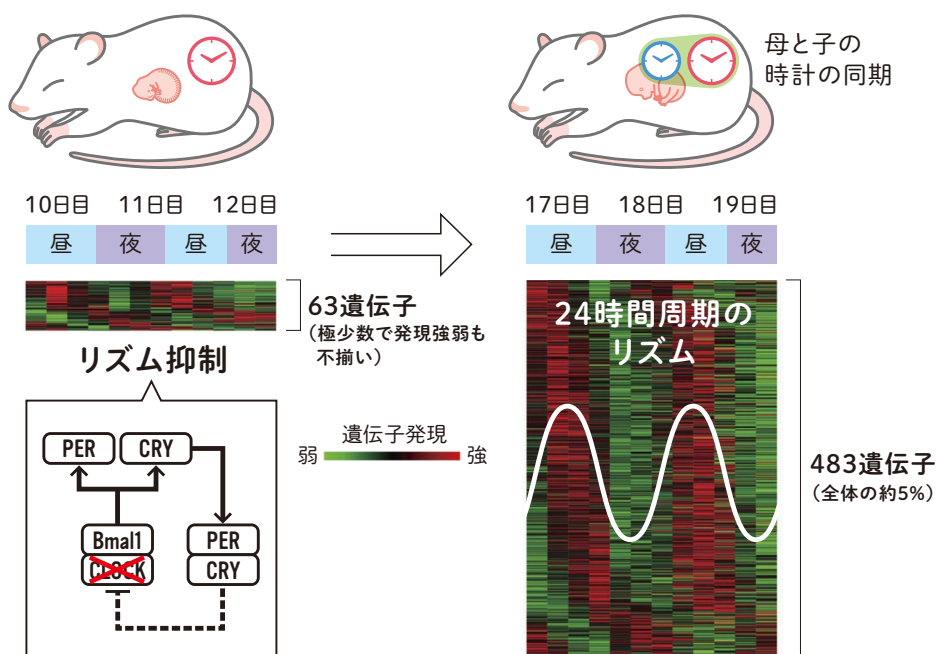 母と子の
時計の同期
10日目 11日目 12日目
昼 夜 昼 夜
17日目 18日目 19日目
昼 夜 昼 夜
63遺伝子
(極少数で発現強弱も
不揃い)
リズム抑制
PER CRY
Bmal1
CLOCK
PER
CRY
遺伝子発現
弱 強
24時間周期の
リズム
483遺伝子
(全体の約5%)